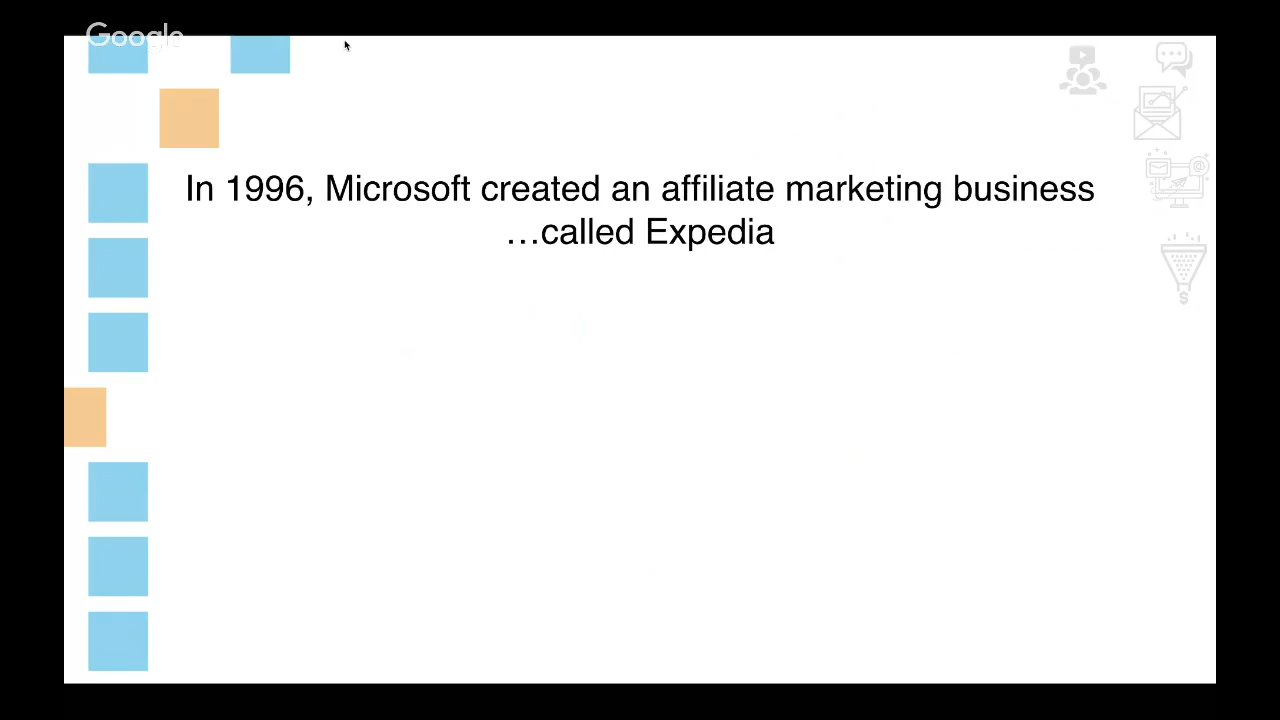 Google
In 1996, Microsoft created an affiliate marketing business
…called Expedia